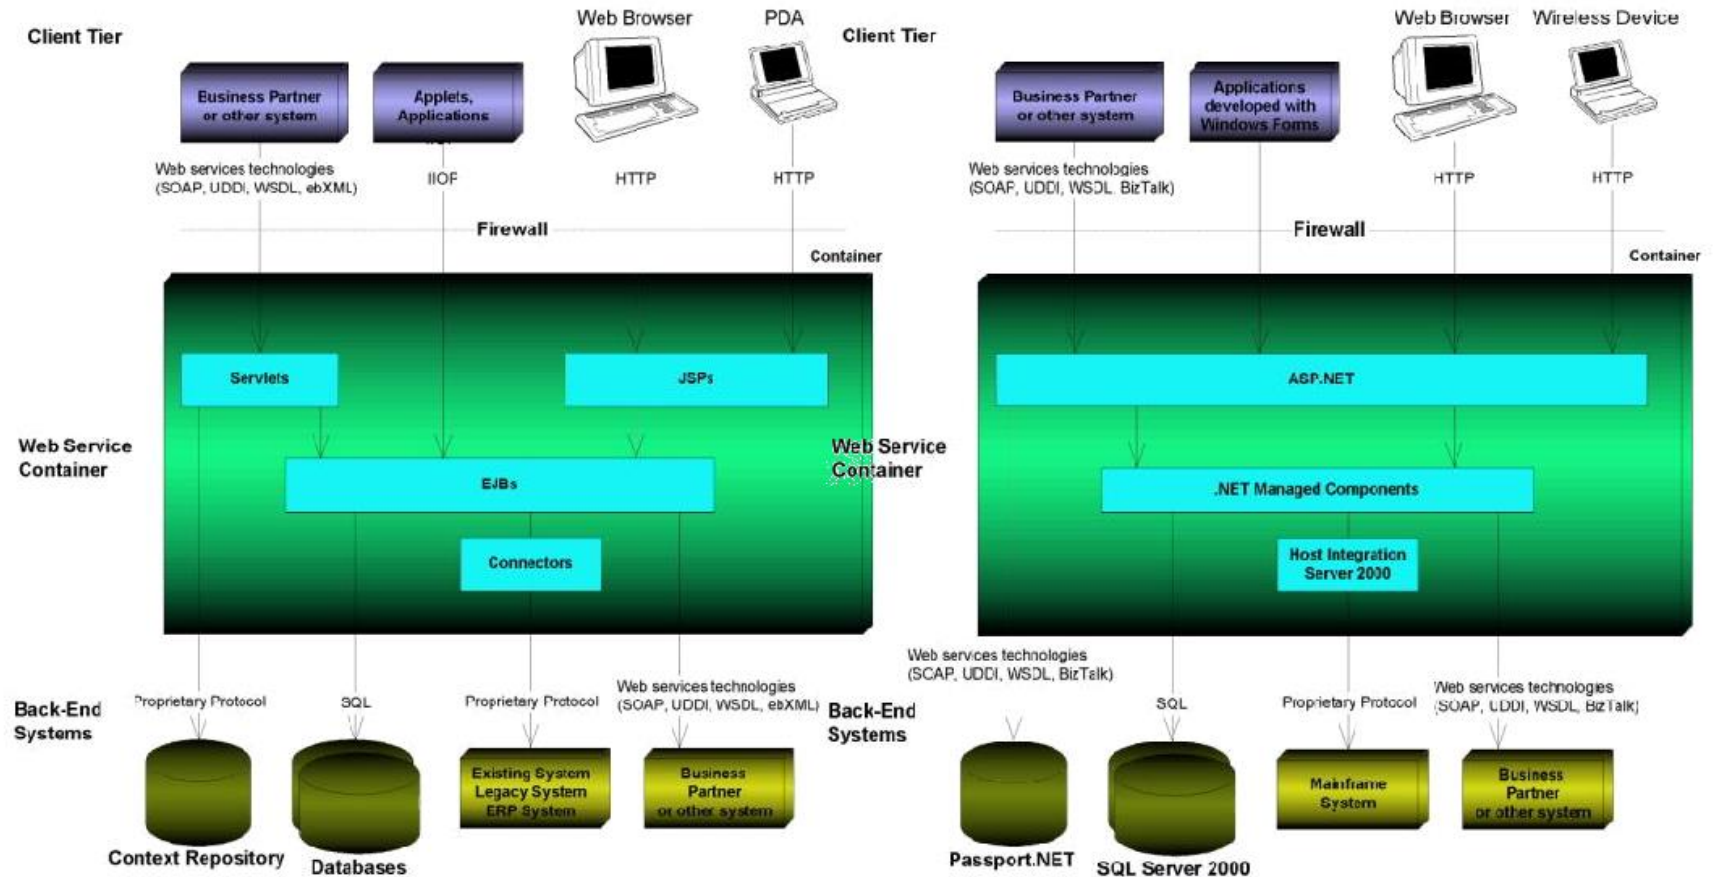 Client Tier
Web Browser
PDA
Business Partner
or other system
Applets,
Applications
Web services technologies
(SOAP, UDDI, WSDL, ebXML)
IIOP
HTTP
HTTP
Firewall
Container
Servlets
JSPs
Web Service
Container
EJBs
Connectors
Back-End
Systems
Proprietary Protocol
SQL
Proprietary Protocol
Web services technologies
(SOAP, UDDI, WSDL, ebXML)
Existing System
Legacy System
ERP System
Business
Partner
or other system
Context Repository
Databases
Client Tier
Web Browser
Wireless Device
Business Partner
or other system
Applications
developed with
Windows Forms
Web services technologies
(SOAP, UDDI, WSDL, BizTalk)
HTTP
HTTP
Firewall
Container
ASP.NET
Web Service
Container
.NET Managed Components
Host Integration
Server 2000
Web services technologies
(SOAP, UDDI, WSDL, BizTalk)
Back-End
Systems
SQL
Proprietary Protocol
Web services technologies
(SOAP, UDDI, WSDL, BizTalk)
Mainframe
System
Business
Partner
or other system
Passport.NET
SQL Server 2000